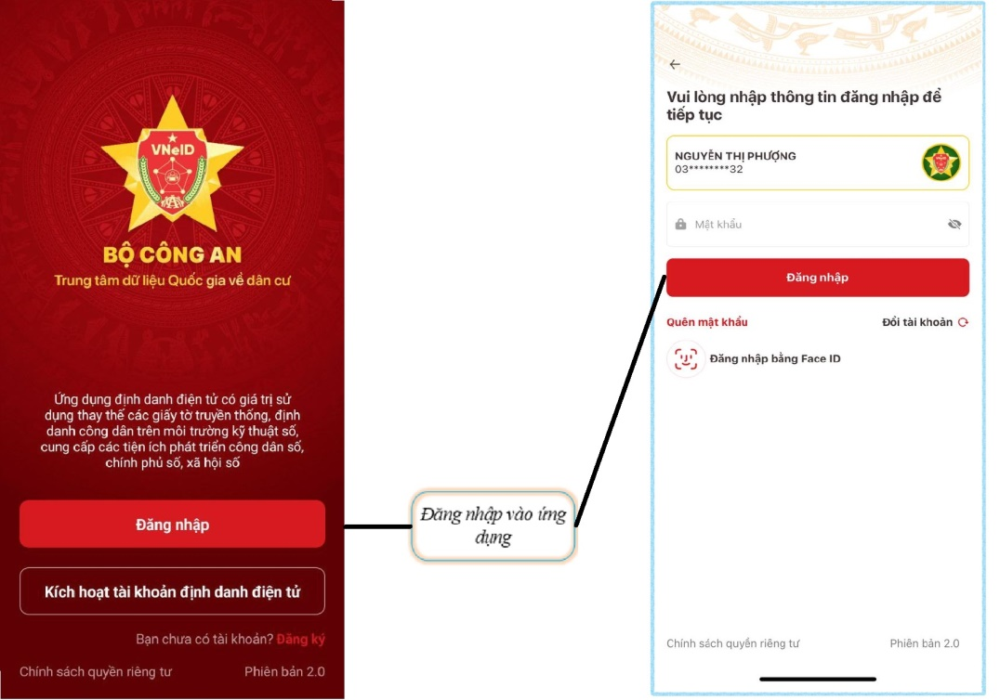 VNeID
BỘ CÔNG AN
Trung tâm dữ liệu Quốc gia về dân cư
Ứng dụng định danh điện tử có giá trị sử
dụng thay thế các giấy tờ truyền thống, định
danh công dân trên môi trường kỹ thuật số,
cung cấp các tiện ích phát triển công dân số,
chính phủ số, xã hội số
Đăng nhập
Kích hoạt tài khoản định danh điện tử
Bạn chưa có tài khoản? Đăng ký
Chính sách quyền riêng tư
Phiên bản 2.0
Đăng nhập vào ứng
dụng
Vui lòng nhập thông tin đăng nhập để
tiếp tục
NGUYỄN THỊ PHƯỢNG
03********32
Mật khẩu
Đăng nhập
Quên mật khẩu
Đổi tài khoản
Đăng nhập bằng Face ID
Chính sách quyền riêng tư
Phiên bản 2.0